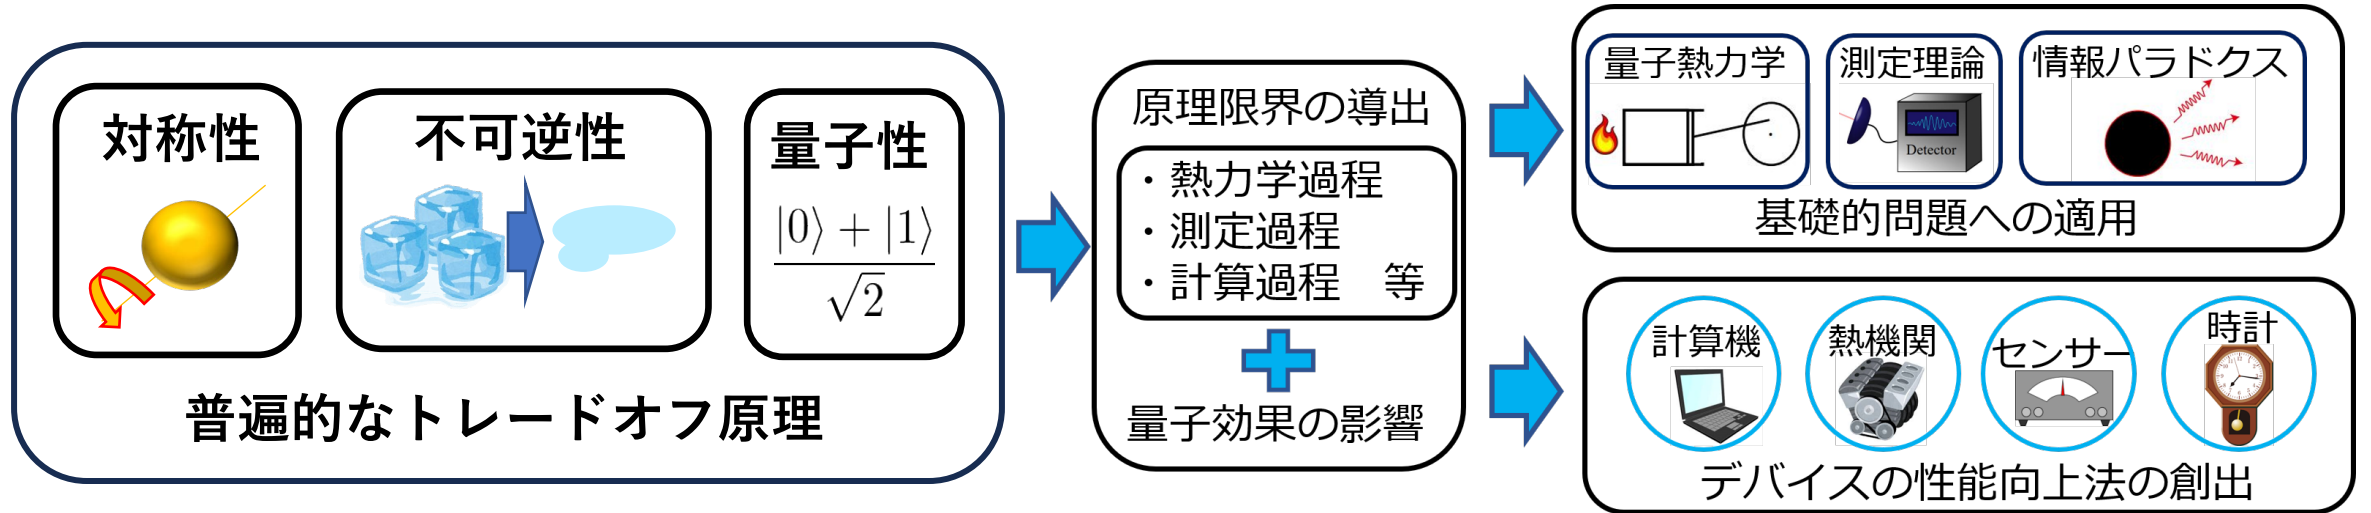 対称性
不可逆性
量子性
|0⟩ + |1⟩
√2
普遍的なトレードオフ原理
原理限界の導出
・熱力学過程
・測定過程
・計算過程　等
量子効果の影響
量子熱力学
測定理論
Detector
情報パラドクス
基礎的問題への適用
計算機
熱機関
センサー
時計
デバイスの性能向上法の創出